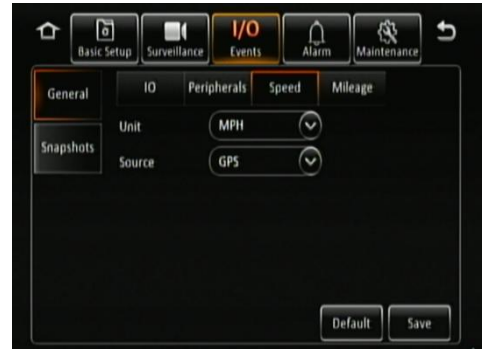 I/O
Basic Setup Surveillance Events Alarm Maintenance
General IO Peripherals Speed Mileage
Unit MPH
Snapshots
Source GPS
Default Save